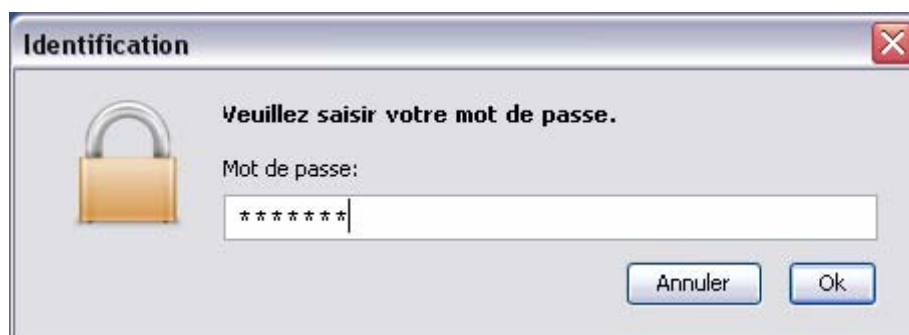 Identification
Veuillez saisir votre mot de passe.
Mot de passe:
*******
Annuler Ok